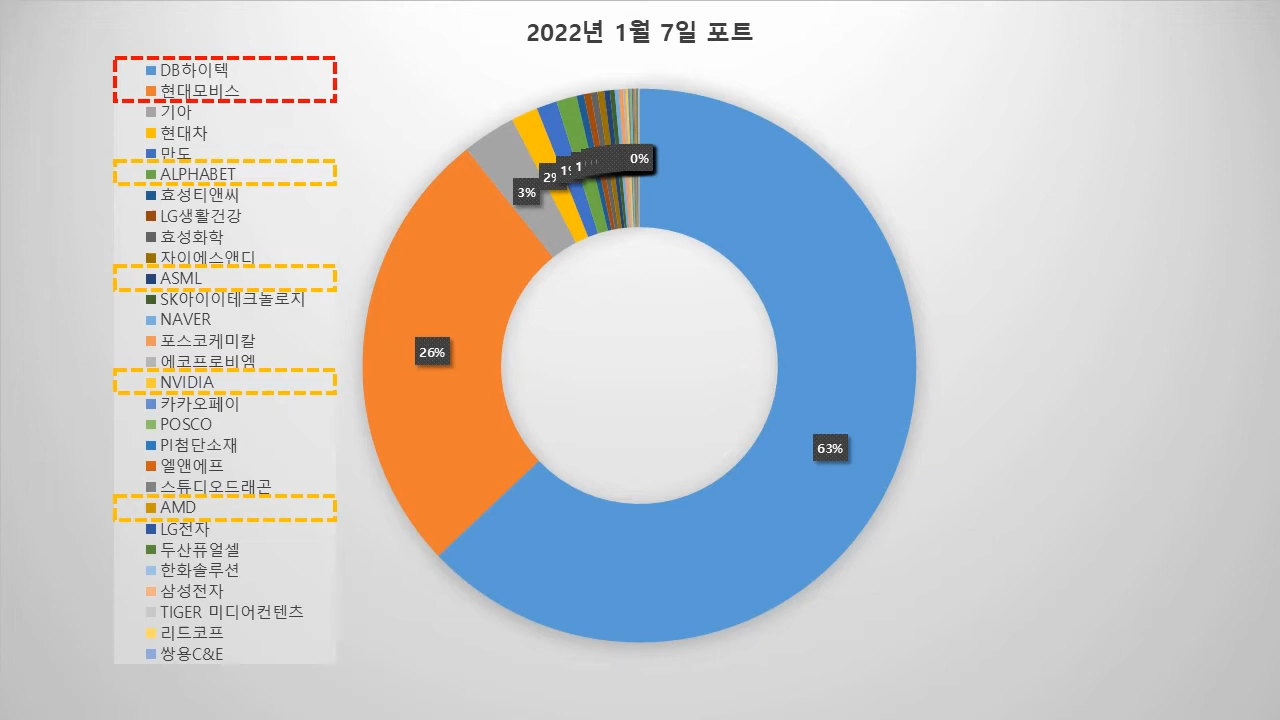 2022년 1월 7일 포트
DB하이텍
현대모비스
기아
현대차
만도
ALPHABET
효성티앤씨
LG생활건강
효성화학
자이에스앤디
ASML
SK아이이테크놀로지
NAVER
포스코케미칼
에코프로비엠
NVIDIA
카카오페이
POSCO
PI첨단소재
엘앤에프
스튜디오드래곤
AMD
LG전자
두산퓨얼셀
한화솔루션
삼성전자
TIGER 미디어컨텐츠
리드코프
쌍용C&E
0%
3%
26%
63%